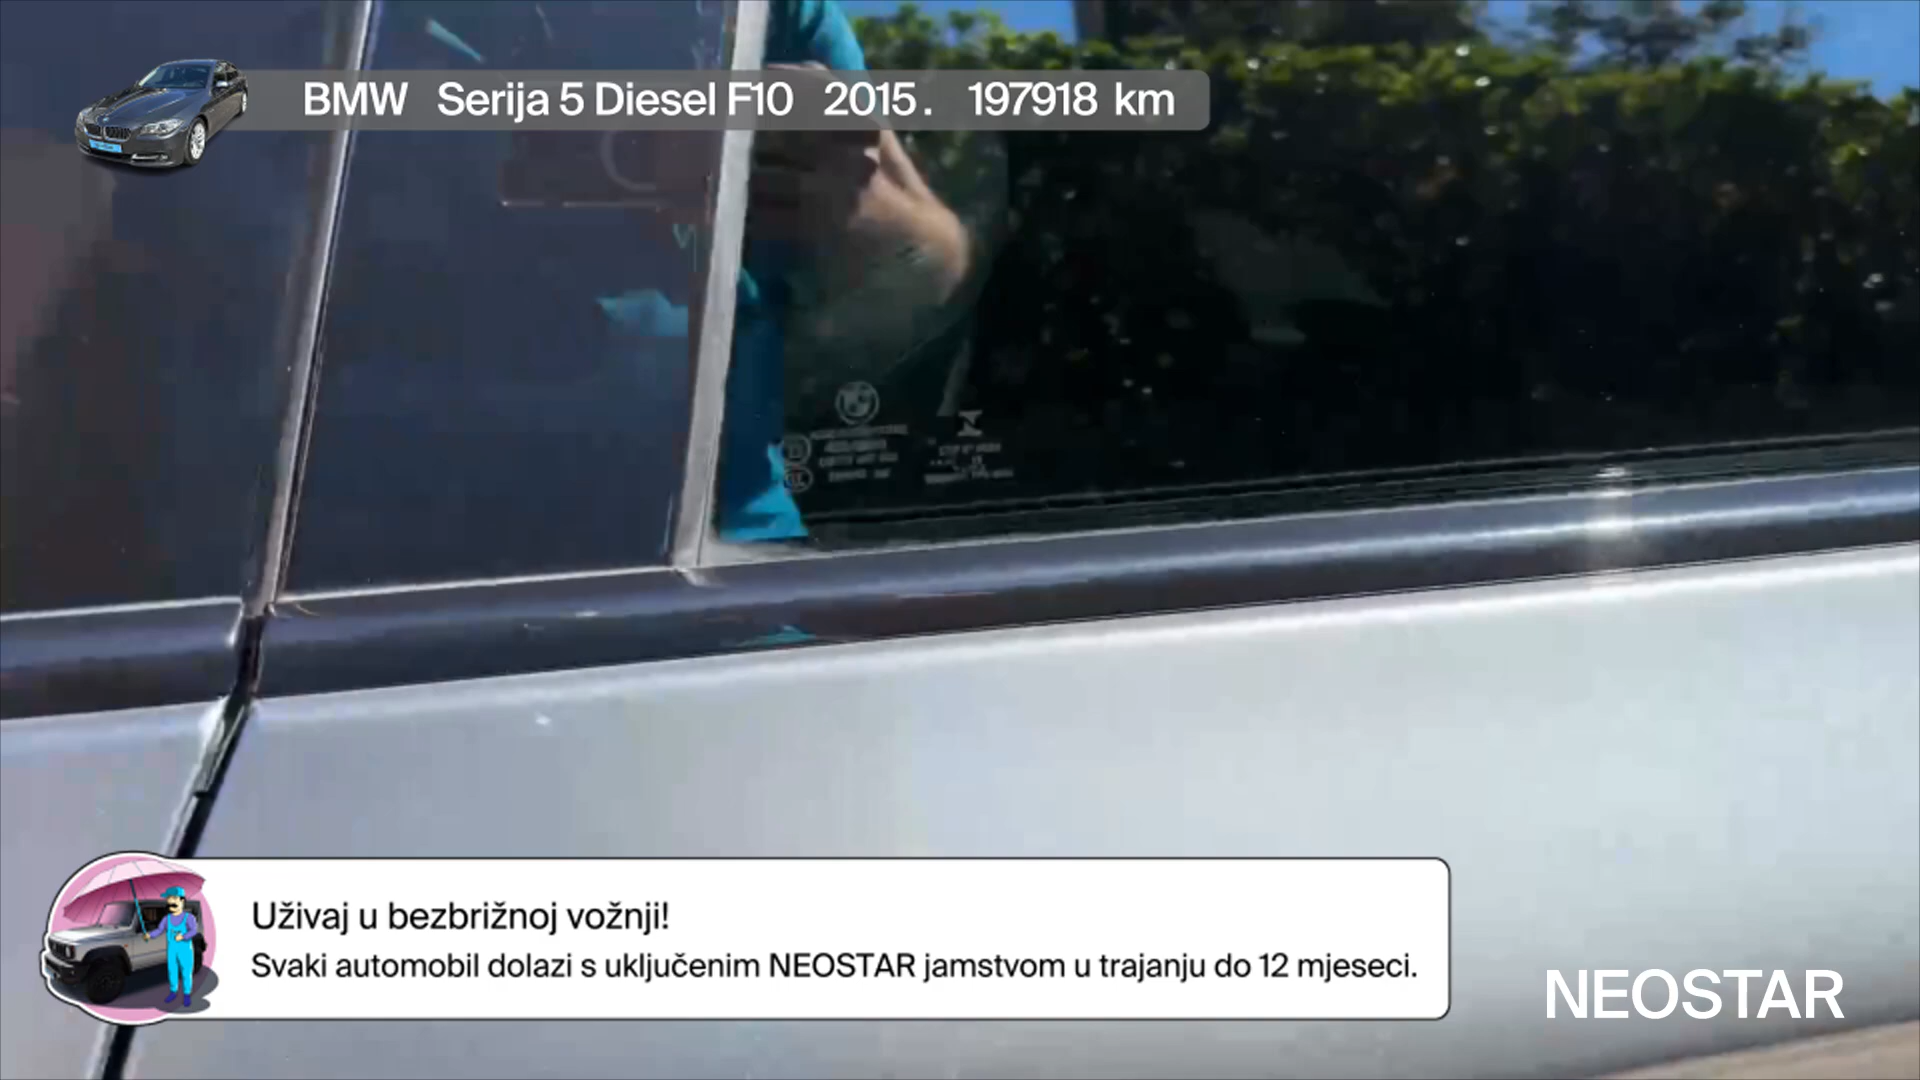 BMW Serija 5 Diesel F10 2015. 197918 km
Uživaj u bezbrižnoj vožnji!
Svaki automobil dolazi s uključenim NEOSTAR jamstvom u trajanju do 12 mjeseci.
NEOSTAR